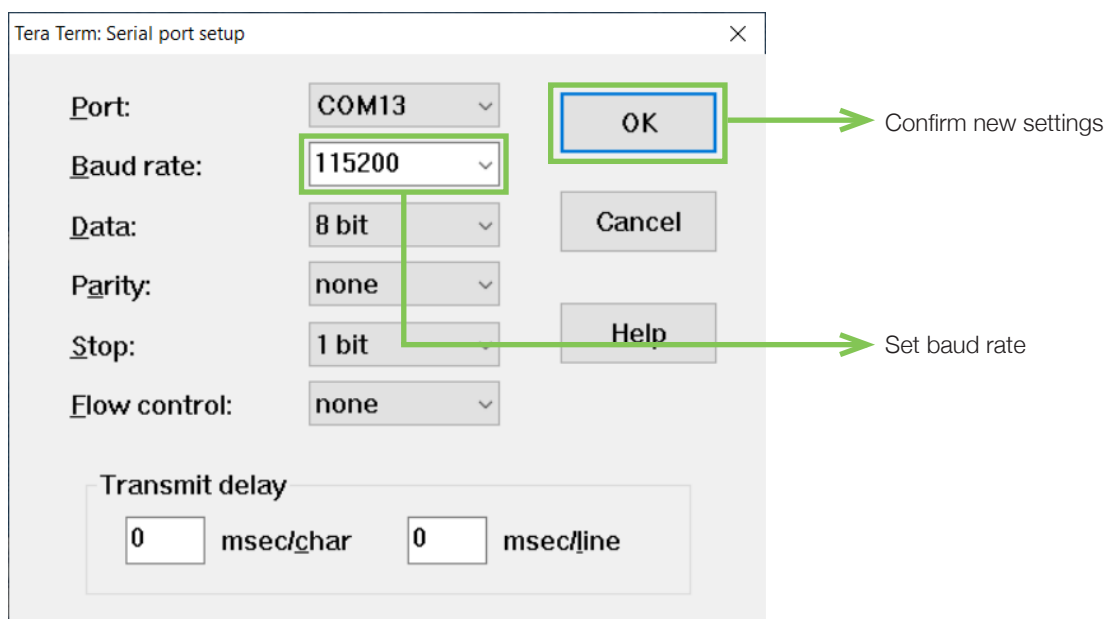 Tera Term: Serial port setup
Port: COM13
OK
Confirm new settings
Baud rate: 115200
Data: 8 bit
Cancel
Parity: none
Help
Stop: 1 bit
Set baud rate
Flow control: none
Transmit delay
0 msec/char 0 msec/line